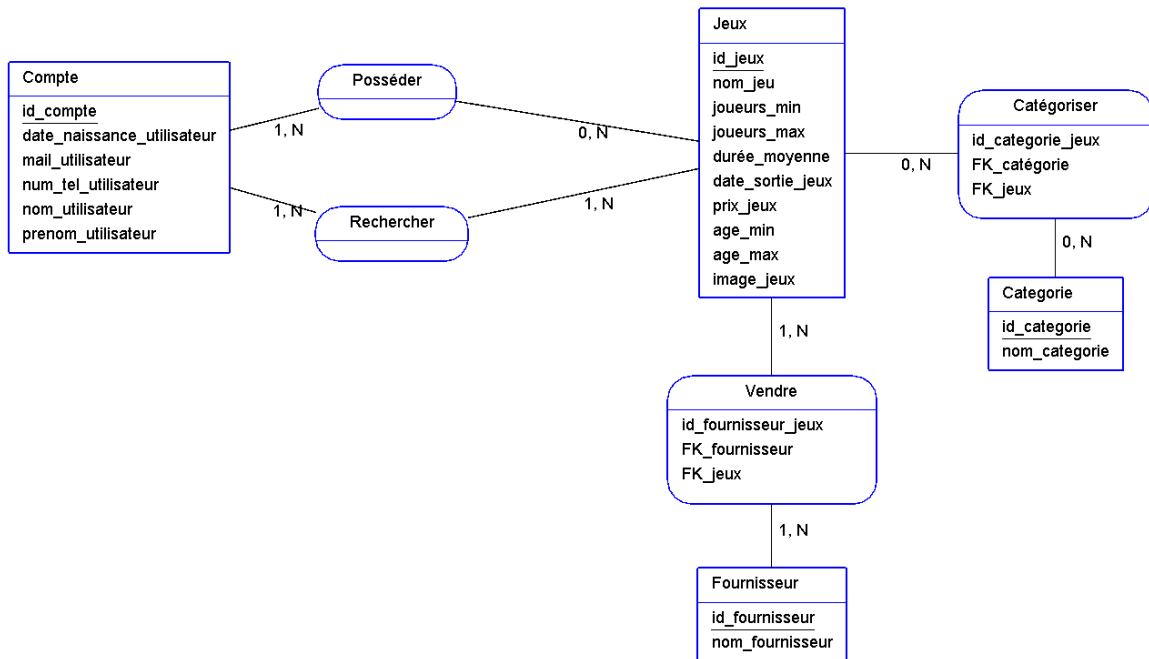 Compte
id_compte
date_naissance_utilisateur
mail_utilisateur
num_tel_utilisateur
nom_utilisateur
prenom_utilisateur
1, N
1, N
Posséder
Rechercher
0, N
1, N
Jeux
id_jeux
nom_jeu
joueurs_min
joueurs_max
durée_moyenne
date_sortie_jeux
prix_jeux
age_min
age_max
image_jeux
0, N
Catégoriser
id_categorie_jeux
FK_catégorie
FK_jeux
0, N
Categorie
id_categorie
nom_categorie
1, N
Vendre
id_fournisseur_jeux
FK_fournisseur
FK_jeux
1, N
Fournisseur
id_fournisseur
nom_fournisseur